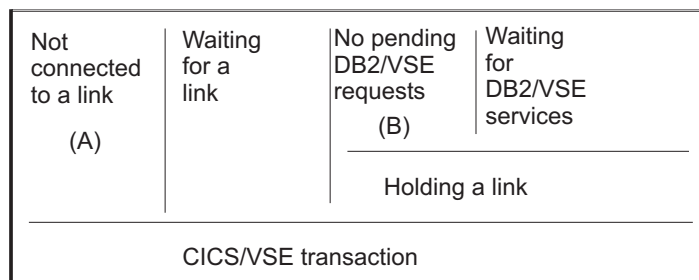 Not
connected
to a link
(A)
Waiting
for a
link
No pending
DB2/VSE
requests
(B)
Waiting
for
DB2/VSE
services
Holding a link
CICS/VSE transaction